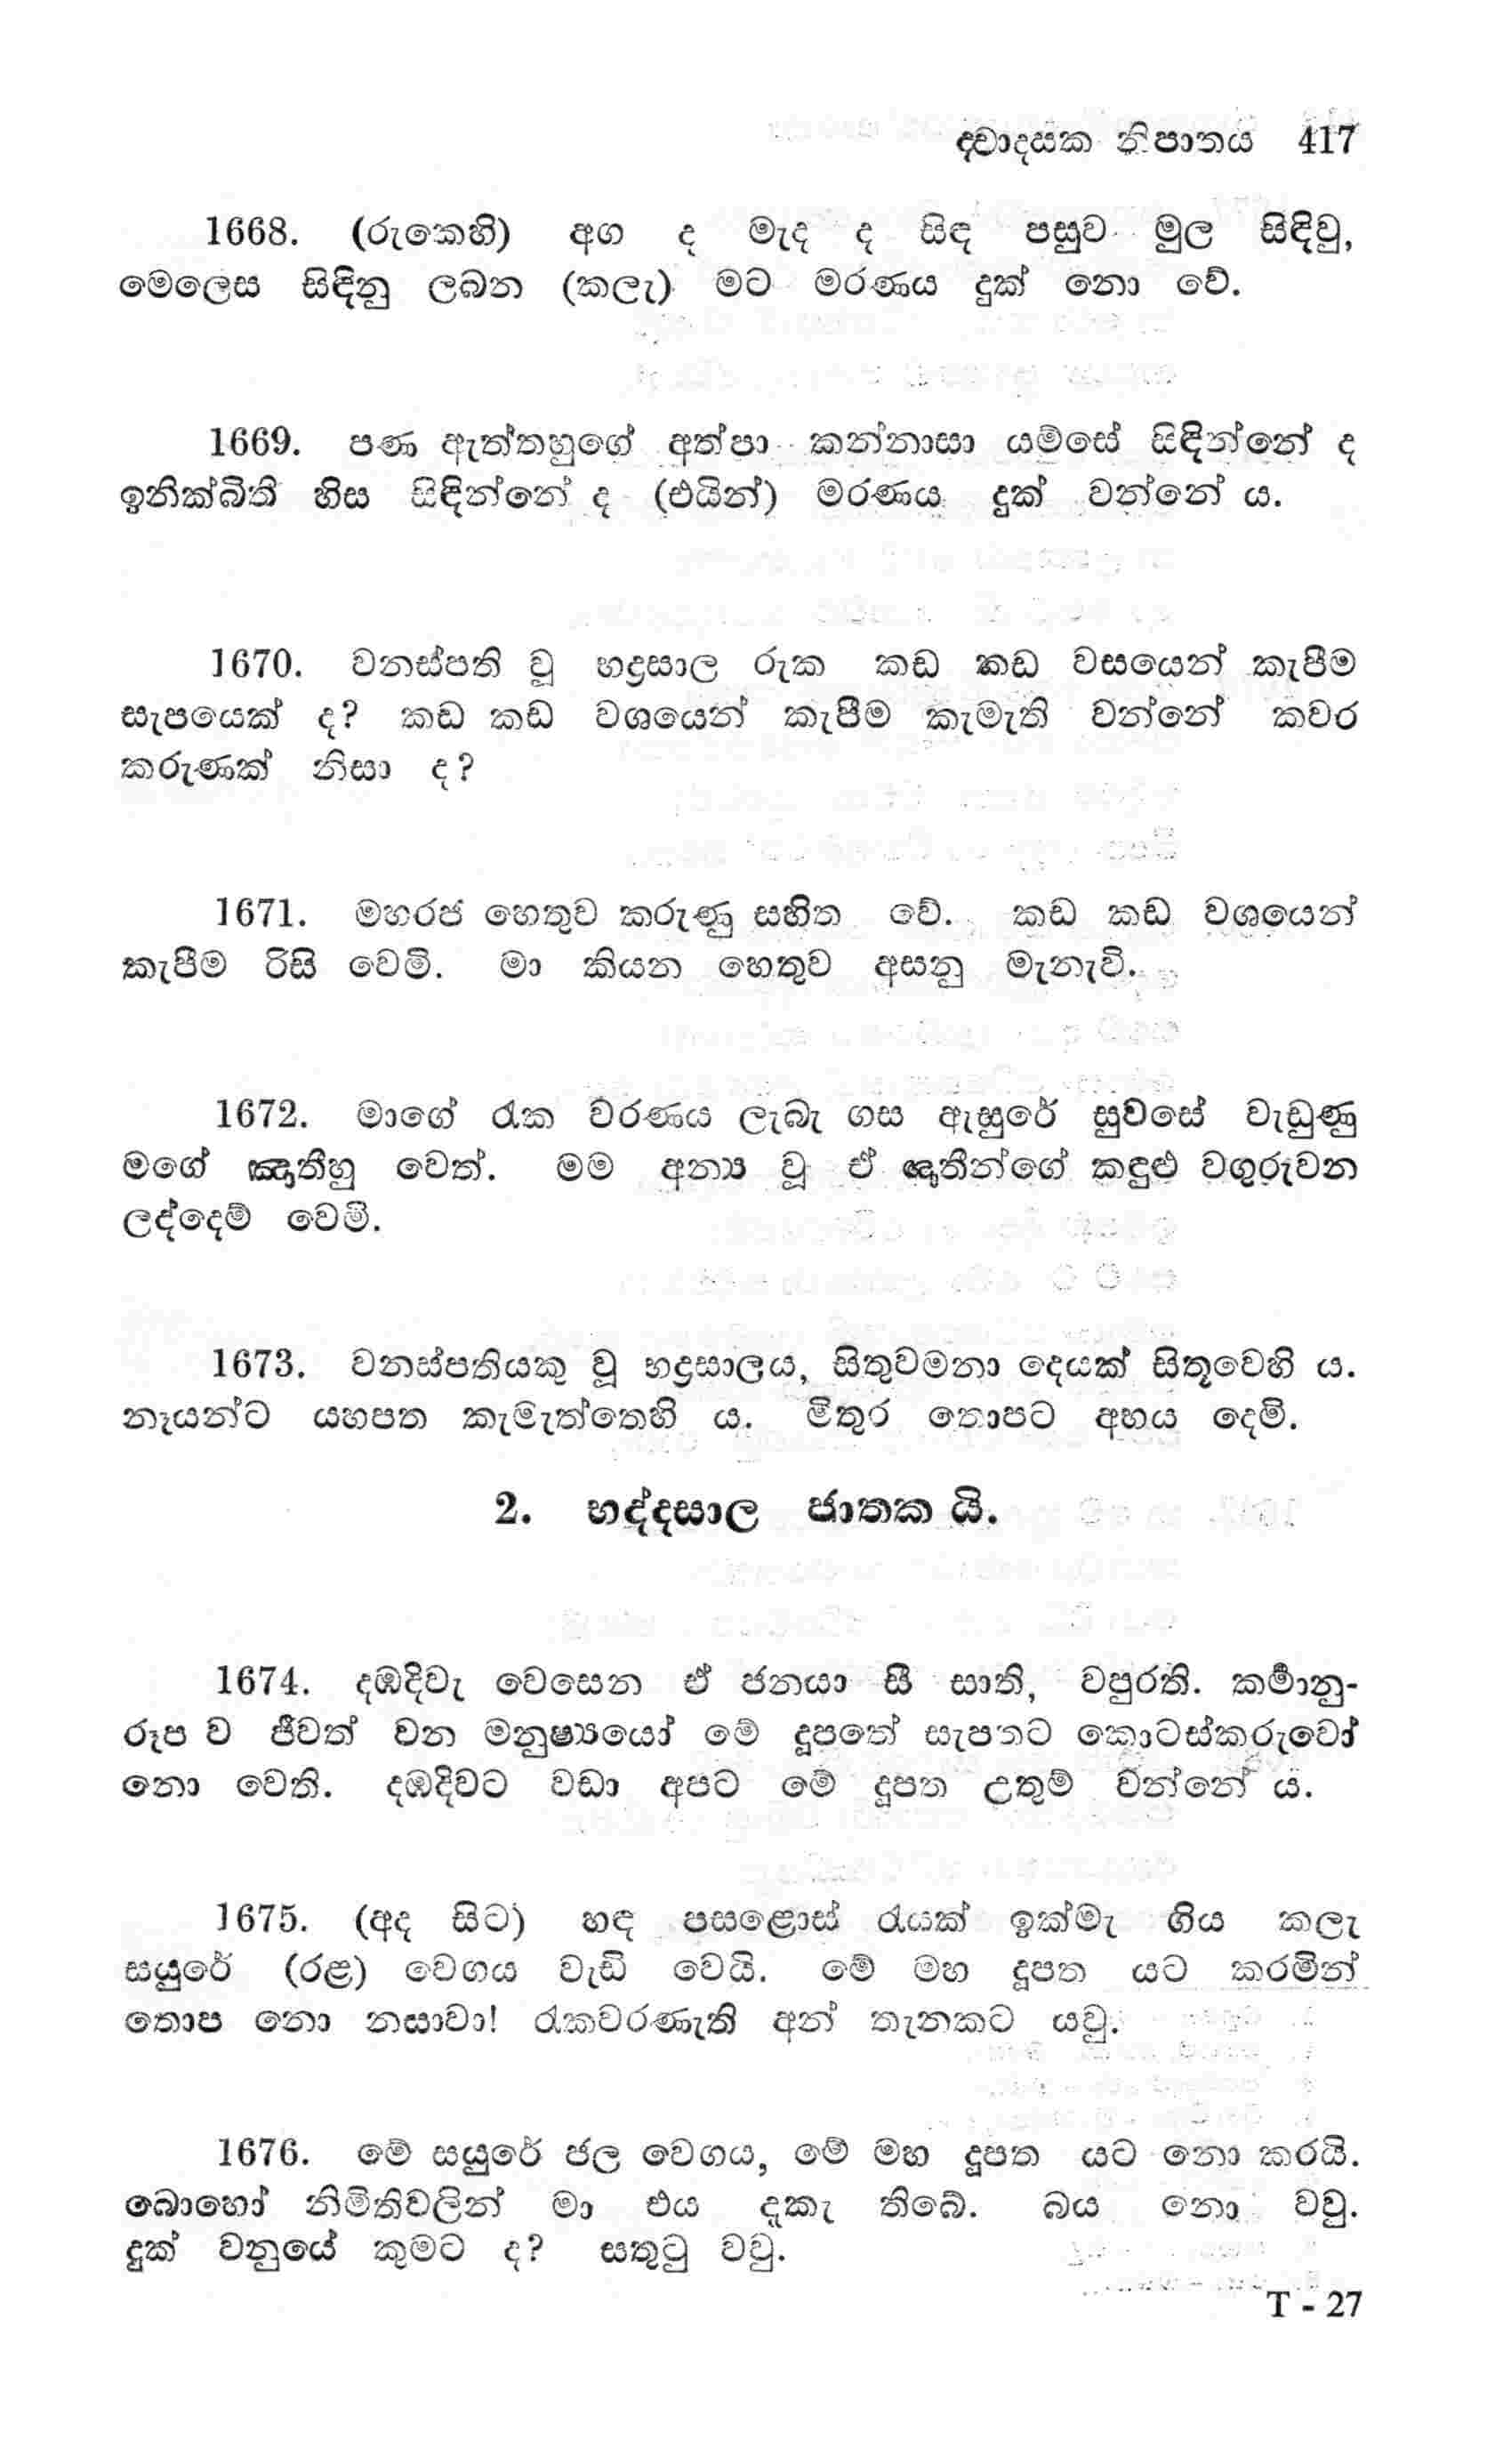 ද්වාදසක නිපාතය 417
1668. (රුකෙහි) අග ද මැද ද සිඳ පසුව මුල සිඳිවු,
මෙලෙස සිඳිනු ලබන (කලැ) මට මරණය දුක් නො වේ.
1669. පණ ඇත්තහුගේ අත්පා කන්නාසා යම්සේ සිඳින්නේ ද
ඉනික්බිති හිස සිඳින්නේ ද (එයින්) මරණය දුක් වන්නේ ය.
1670. වනස්පති වූ භද්‍රසාල රුක කඩ කඩ වසයෙන් කැපීම
සැපයෙක් ද? කඩ කඩ වශයෙන් කැපීම කැමැති වන්නේ කවර
කරුණක් නිසා ද?
1671. මහරජ හෙතුව කරුණු සහිත වේ. කඩ කඩ වශයෙන්
කැපීම රිසි වෙමි. මා කියන හෙතුව අසනු මැනැවි.
1672. මාගේ රැක වරණය ලැබැ ගස ඇසුරේ සුවසේ වැඩුණු
මගේ ඤාතීහු වෙත්. මම අන්‍ය වූ ඒ ඤාතීන්ගේ කඳුළු වගුරුවන
ලද්දෙම් වෙමි.
1673. වනස්පතියකු වූ භද්‍රසාලය, සිතුවමනා දෙයක් සිතූවෙහි ය.
නෑයන්ට යහපත කැමැත්තෙහි ය. මිතුර තොපට අභය දෙමි.
2. භද්දසාල ජාතක යි.
1674. දඹදිවැ වෙසෙන ඒ ජනයා සී සාති, වපුරති. කර්‍මානු-
රූප ව ජීවත් වන මනුෂ්‍යයෝ මේ දූපතේ සැපතට කොටස්කරුවෝ
නො වෙති. දඹදිවට වඩා අපට මේ දූපත උතුම් වන්නේ ය.
1675. (අද සිට) හඳ පසළොස් රැයක් ඉක්මැ ගිය කලැ
සයුරේ (රළ) වෙගය වැඩි වෙයි. මේ මහ දූපත යට කරමින්
තොප නො නසාවා! රැකවරණැති අන් තැනකට යවු.
1676. මේ සයුරේ ජල වෙගය, මේ මහ දූපත යට නො කරයි.
බොහෝ නිමිතිවලින් මා එය දැකැ තිබේ. බය නො වවු.
දුක් වනුයේ කුමට ද? සතුටු වවු.
T - 27